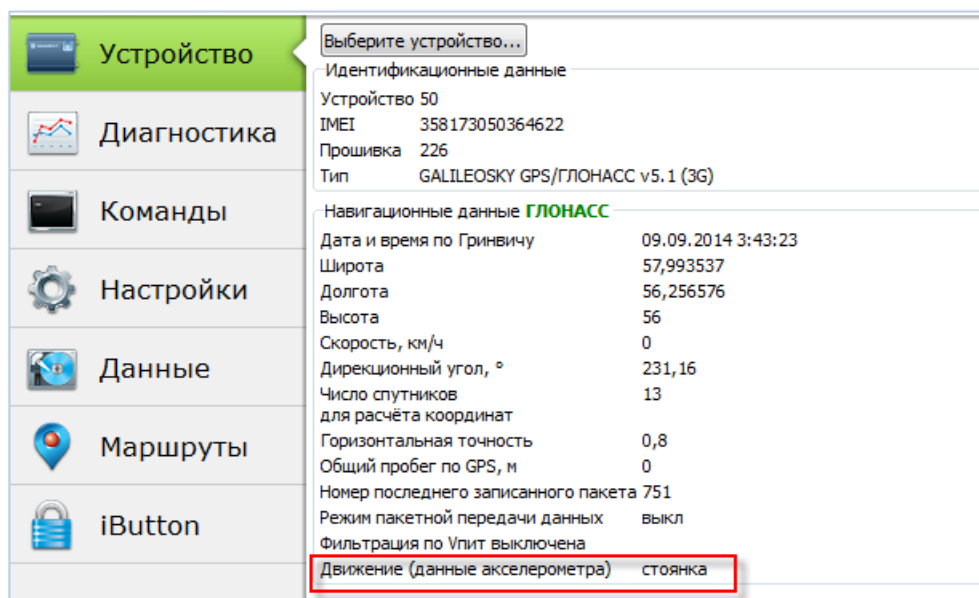 Устройство
Диагностика
Команды
Настройки
Данные
Маршруты
iButton
Выберите устройство...
Идентификационные данные
Устройство 50
IMEI 358173050364622
Прошивка 226
Тип GALILEOSKY GPS/ГЛОНАСС v5.1 (3G)
Навигационные данные ГЛОНАСС
Дата и время по Гринвичу 09.09.2014 3:43:23
Широта 57,993537
Долгота 56,256576
Высота 56
Скорость, км/ч 0
Дирекционный угол, ° 231,16
Число спутников 13
для расчёта координат
Горизонтальная точность 0,8
Общий пробег по GPS, м 0
Номер последнего записанного пакета 751
Режим пакетной передачи данных выкл
Фильтрация по Vпит выключена
Движение (данные акселерометра) стоянка